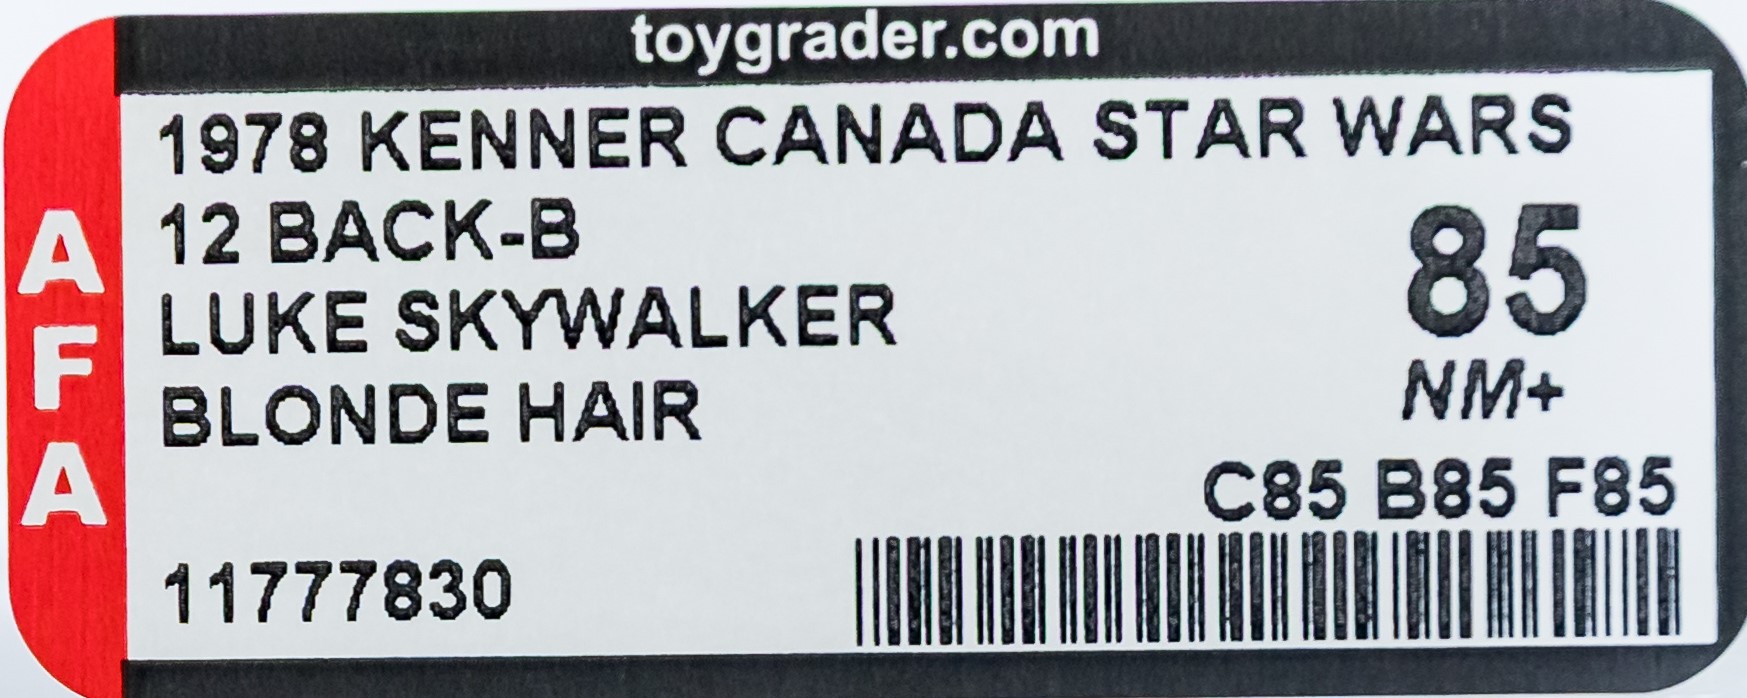 toygrader.com
1978 KENNER CANADA STAR WARS
12 BACK-B
LUKE SKYWALKER
BLONDE HAIR
85
NM+
C85 B85 F85
11777830
AFA